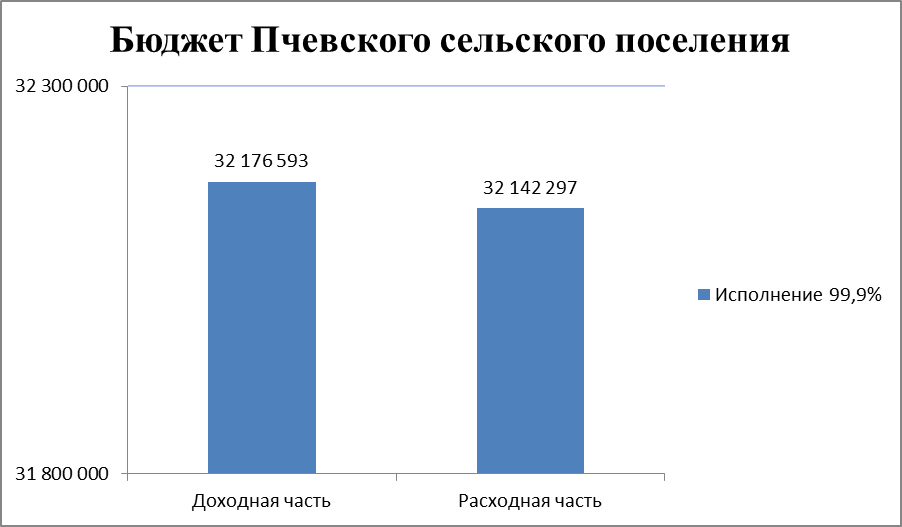 Бюджет Пчевского сельского поселения
32 300 000
32 176 593
32 142 297
Исполнение 99,9%
31 800 000
Доходная часть
Расходная часть